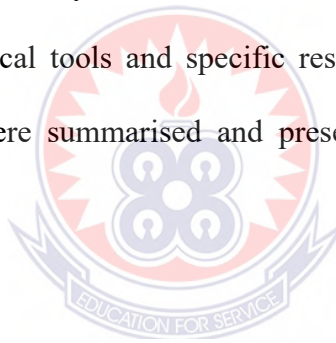 cal tools and specific res
ere summarised and prese
EDUCATION FOR SERVICE